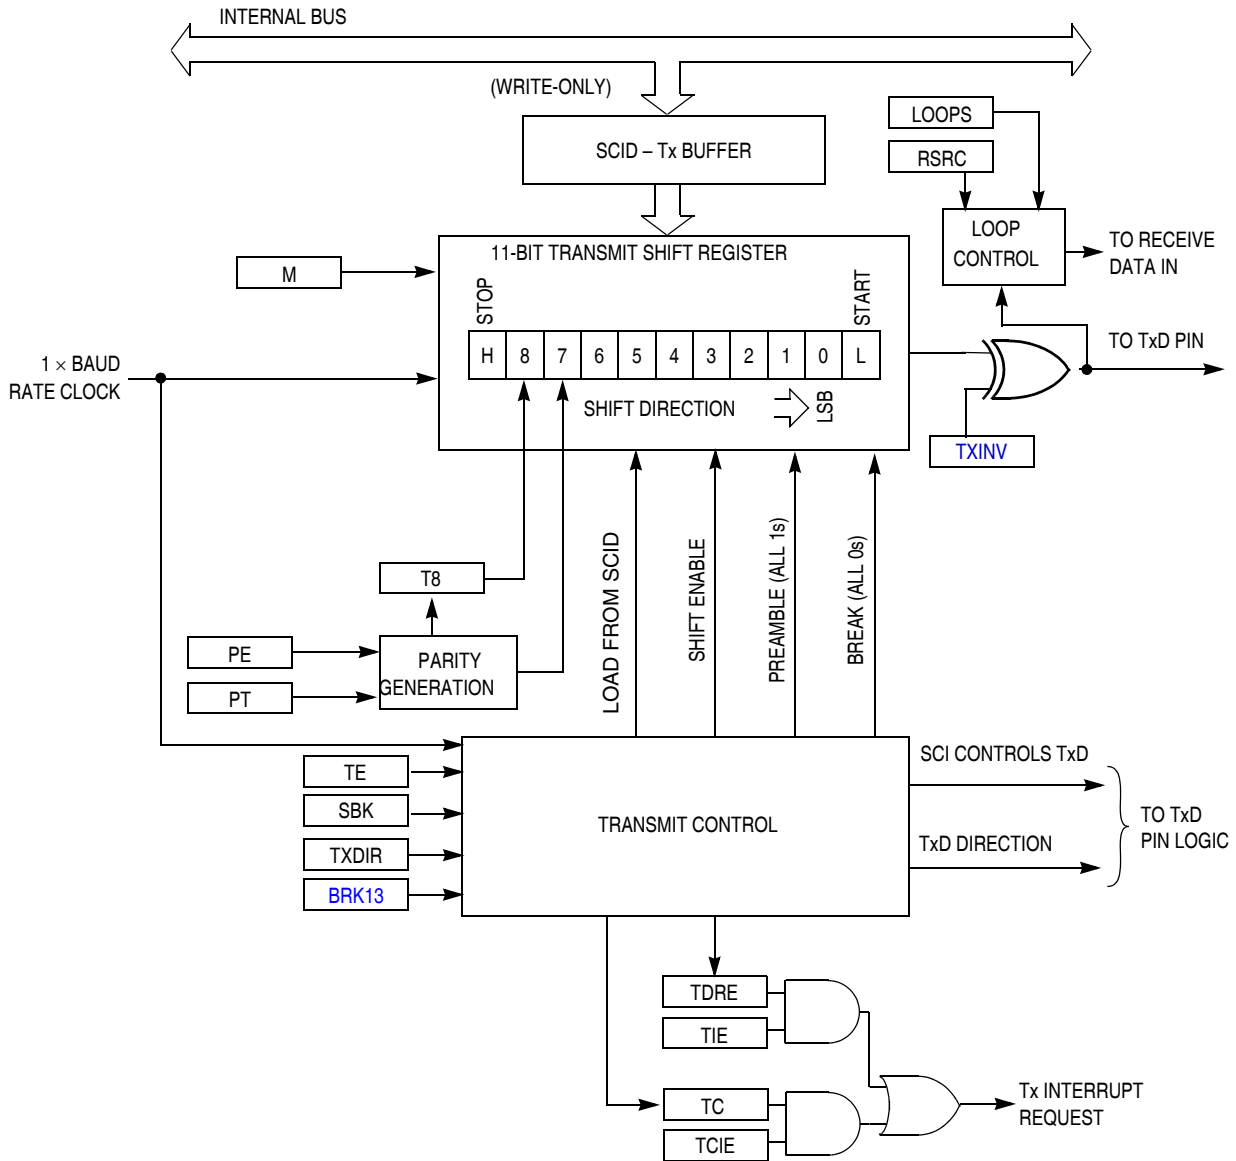 INTERNAL BUS
(WRITE-ONLY)
SCID – Tx BUFFER
LOOPS
RSRC
LOOP
CONTROL
TO RECEIVE
DATA IN
11-BIT TRANSMIT SHIFT REGISTER
M
STOP
START
H 8 7 6 5 4 3 2 1 0 L
1 × BAUD
RATE CLOCK
SHIFT DIRECTION
LSB
TO TxD PIN
TXINV
LOAD FROM SCID
SHIFT ENABLE
PREAMBLE (ALL 1s)
BREAK (ALL 0s)
T8
PE
PT
PARITY
GENERATION
TE
SBK
TXDIR
BRK13
TRANSMIT CONTROL
SCI CONTROLS TxD
TxD DIRECTION
TO TxD
PIN LOGIC
TDRE
TIE
TC
TCIE
Tx INTERRUPT
REQUEST